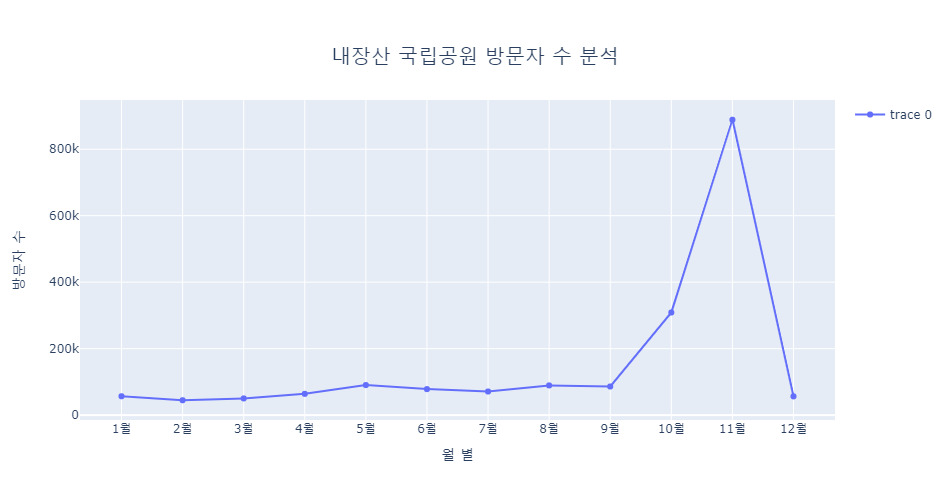 내장산 국립공원 방문자 수 분석
trace 0
방문자 수
800k
600k
400k
200k
0
1월 2월 3월 4월 5월 6월 7월 8월 9월 10월 11월 12월
월 별